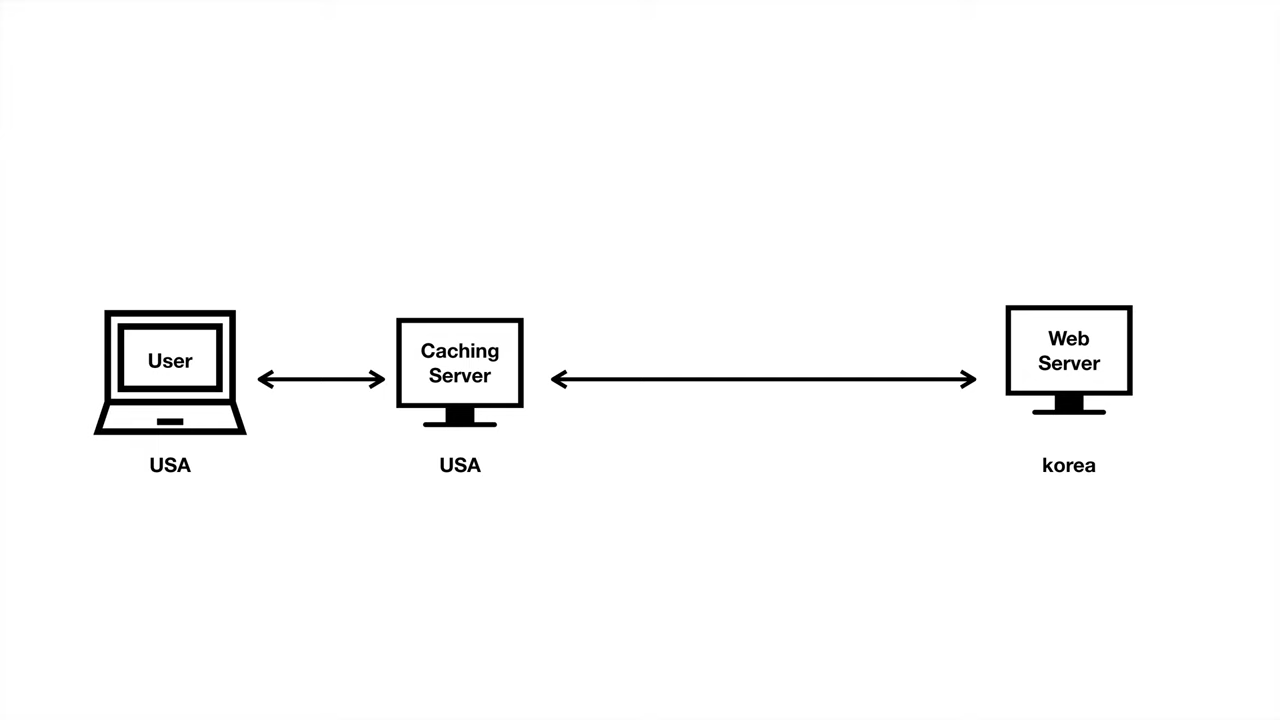 User
Caching
Server
Web
Server
USA
USA
korea